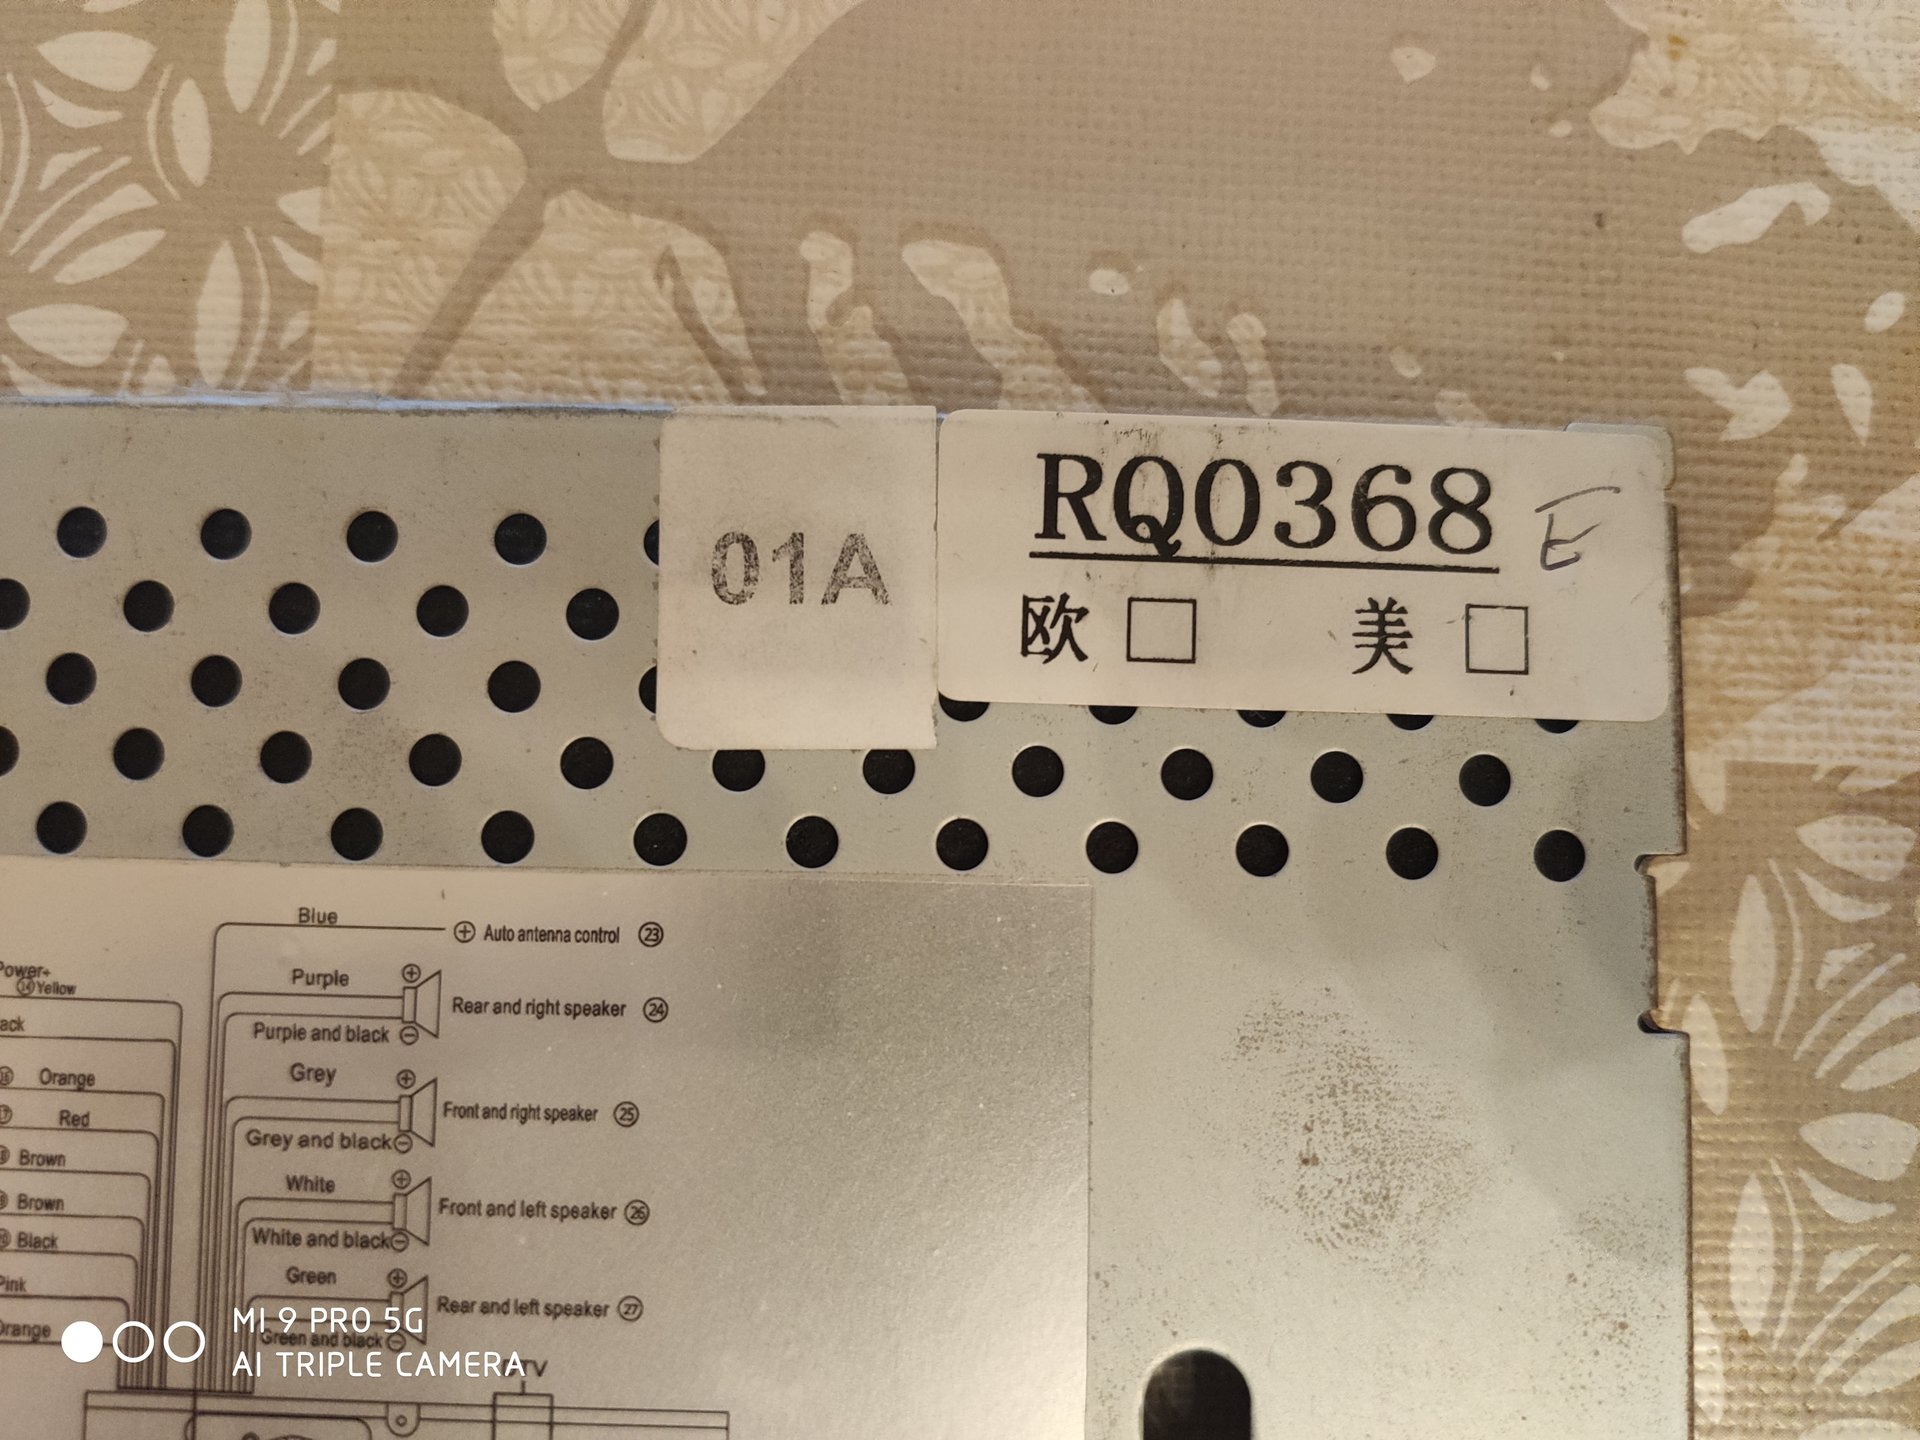 RQ0368 E
01A
欧 □ 美 □
Blue
Auto antenna control 23
Power+
14 Yellow
Purple
Rear and right speaker 24
Purple and black
Grey
Orange
Front and right speaker 25
17 Red
Grey and black
Brown
White
Brown
Front and left speaker 26
Black
White and black
Green
Pink
Rear and left speaker 27
Orange
Green and black
MI 9 PRO 5G
AI TRIPLE CAMERA